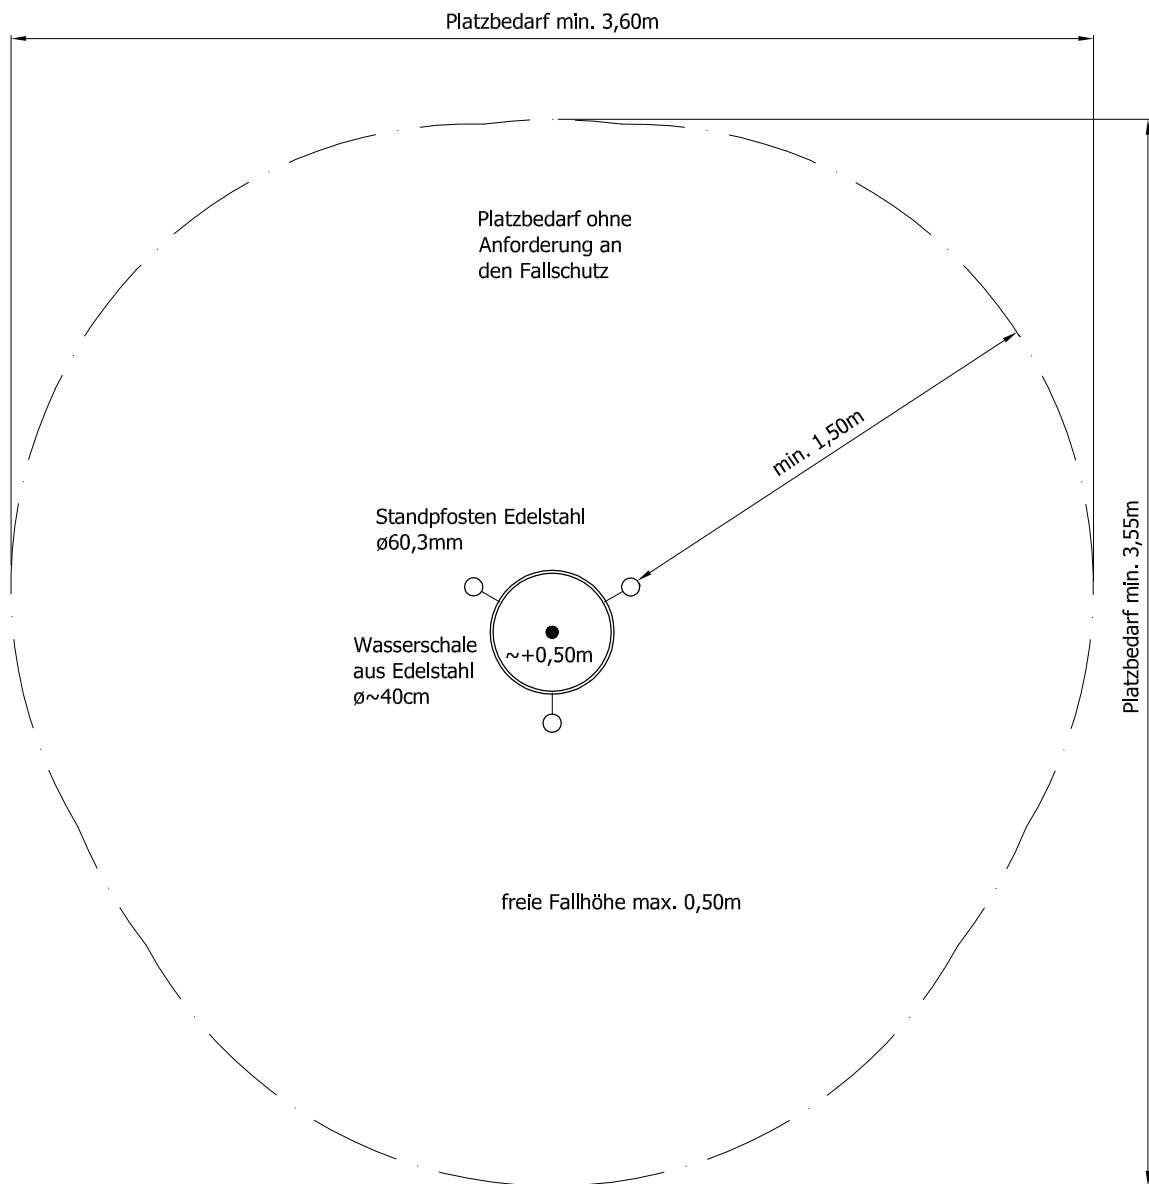 Platzbedarf min. 3,60m
Platzbedarf ohne
Anforderung an
den Fallschutz
min. 1,50m
Platzbedarf min. 3,55m
Standpfosten Edelstahl
ø60,3mm
Wasserschale
aus Edelstahl
ø~40cm
~+0,50m
freie Fallhöhe max. 0,50m